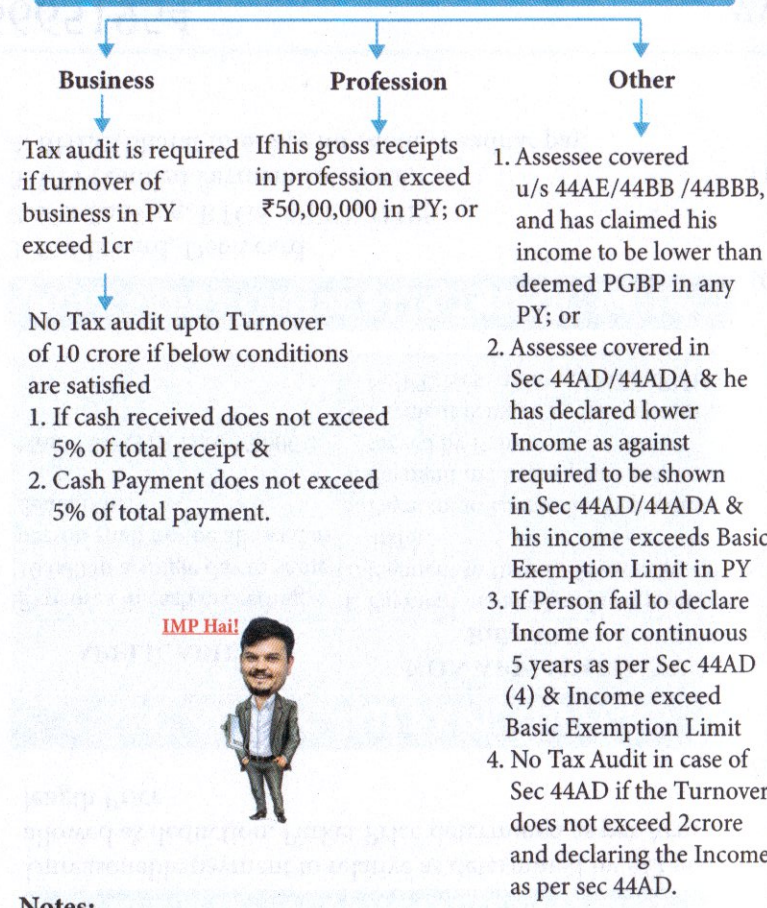 Business
Tax audit is required
if turnover of
business in PY
exceed 1cr
No Tax audit upto Turnover
of 10 crore if below conditions
are satisfied
1. If cash received does not exceed
5% of total receipt &
2. Cash Payment does not exceed
5% of total payment.
Profession
If his gross receipts
in profession exceed
₹50,00,000 in PY; or
Other
1. Assessee covered
u/s 44AE/44BB /44BBB,
and has claimed his
income to be lower than
deemed PGBP in any
PY; or
2. Assessee covered in
Sec 44AD/44ADA & he
has declared lower
Income as against
required to be shown
in Sec 44AD/44ADA &
his income exceeds Basic
Exemption Limit in PY
3. If Person fail to declare
Income for continuous
5 years as per Sec 44AD
(4) & Income exceed
Basic Exemption Limit
4. No Tax Audit in case of
Sec 44AD if the Turnover
does not exceed 2crore
and declaring the Income
as per sec 44AD.
IMP Hai!
Notes: